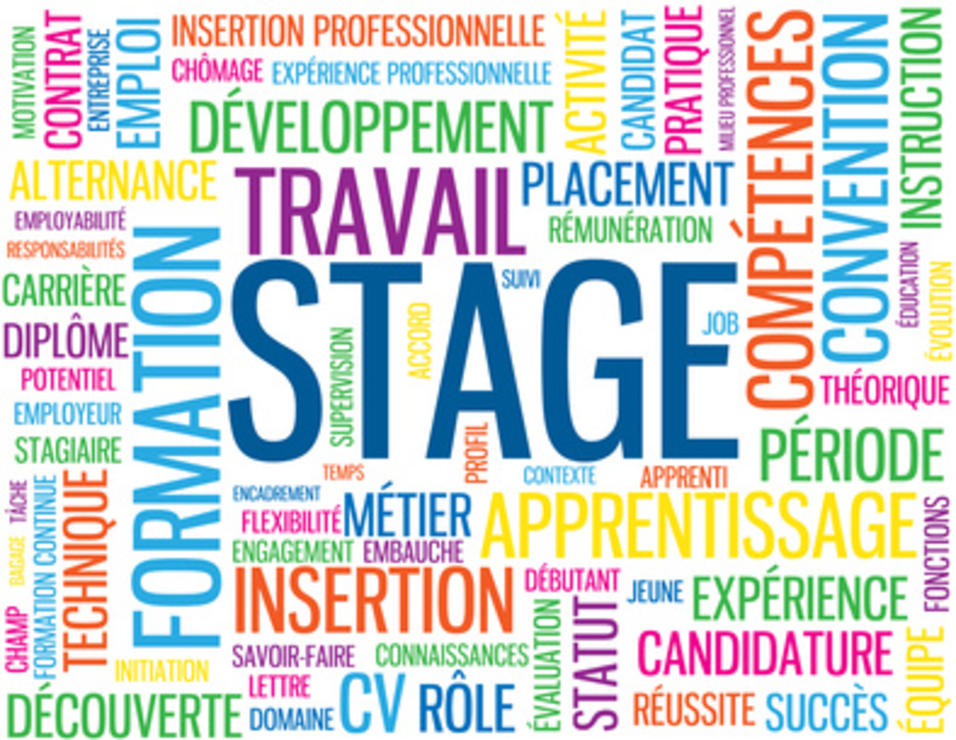 MOTIVATION
CONTRAT
ENTREPRISE
EMPLOI
INSERTION PROFESSIONNELLE
CHÔMAGE
EXPÉRIENCE PROFESSIONNELLE
DÉVELOPPEMENT
ACTIVITÉ
CANDIDAT
PRATIQUE
MILIEU PROFESSIONNEL
COMPÉTENCES
CONVENTION
INSTRUCTION
ALTERNANCE
TRAVAIL
PLACEMENT
RÉMUNÉRATION
EMPLOYABILITÉ
RESPONSABILITÉS
CARRIÈRE
DIPLÔME
POTENTIEL
EMPLOYEUR
STAGIAIRE
FORMATION
STAGE
SUIVI
JOB
SUPERVISION
ACCORD
PROFIL
ÉDUCATION
ÉVOLUTION
THÉORIQUE
PÉRIODE
TEMPS
CONTEXTE
APPRENTI
TÂCHE
BAGAGE
FORMATION CONTINUE
TECHNIQUE
ENCADREMENT
FLEXIBILITÉ
MÉTIER
APPRENTISSAGE
FONCTIONS
ENGAGEMENT
EMBAUCHE
INSERTION
DÉBUTANT
JEUNE
EXPÉRIENCE
CHAMP
INITIATION
SAVOIR-FAIRE
CONNAISSANCES
ÉVALUATION
STATUT
CANDIDATURE
ÉQUIPE
DÉCOUVERTE
LETTRE
DOMAINE
CV
RÔLE
RÉUSSITE
SUCCÈS